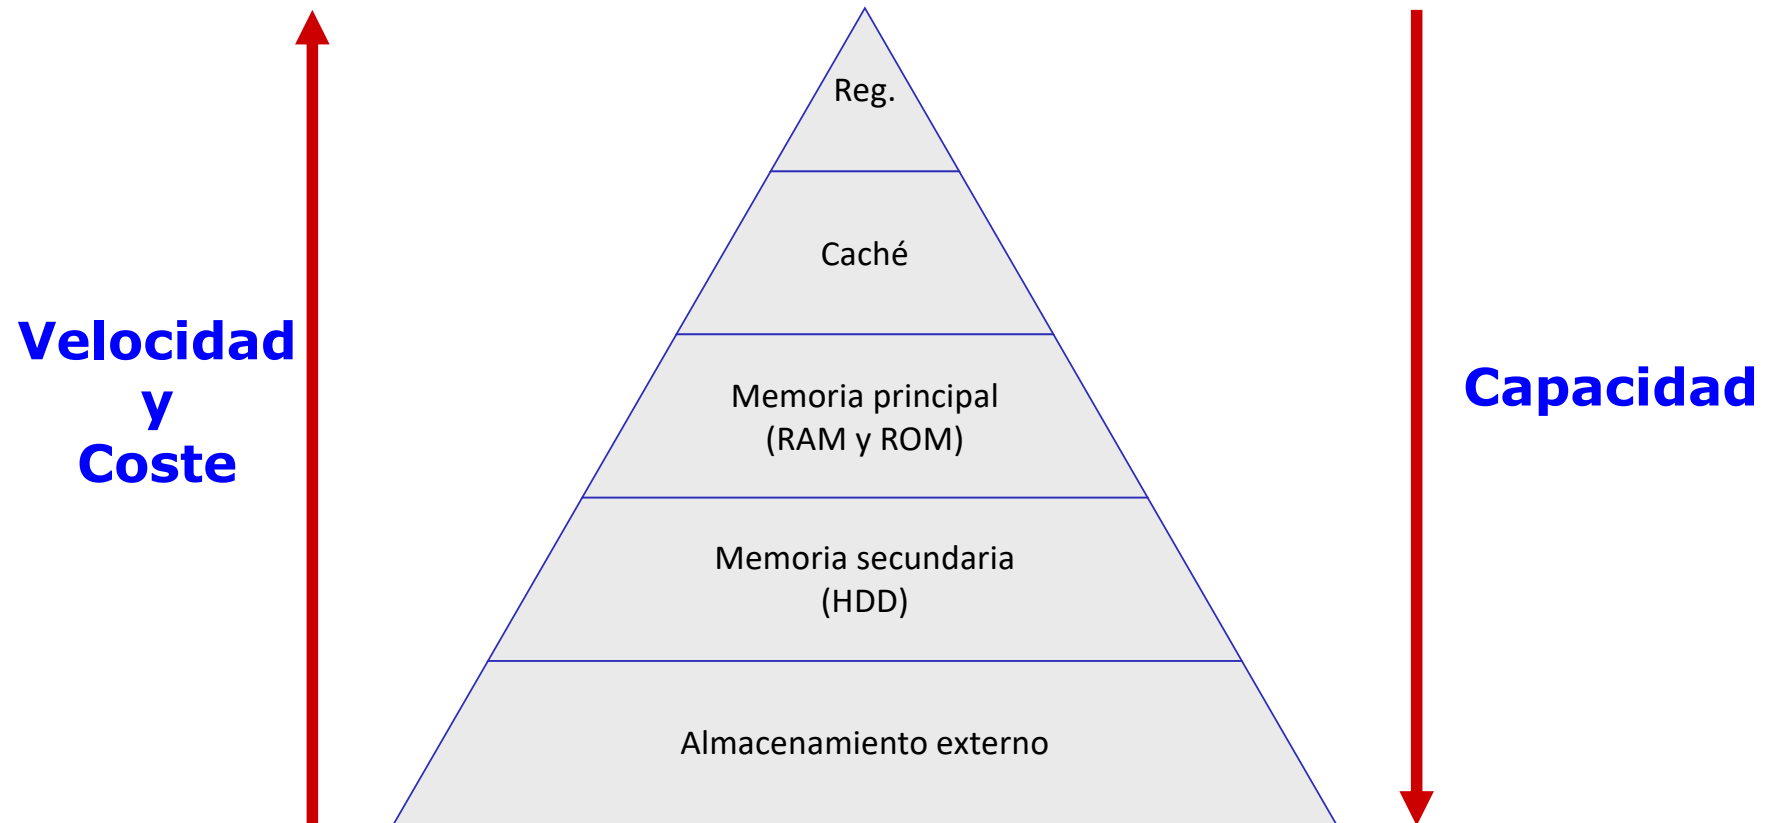 Reg.
Caché
Velocidad
y
Coste
Memoria principal
(RAM y ROM)
Capacidad
Memoria secundaria
(HDD)
Almacenamiento externo